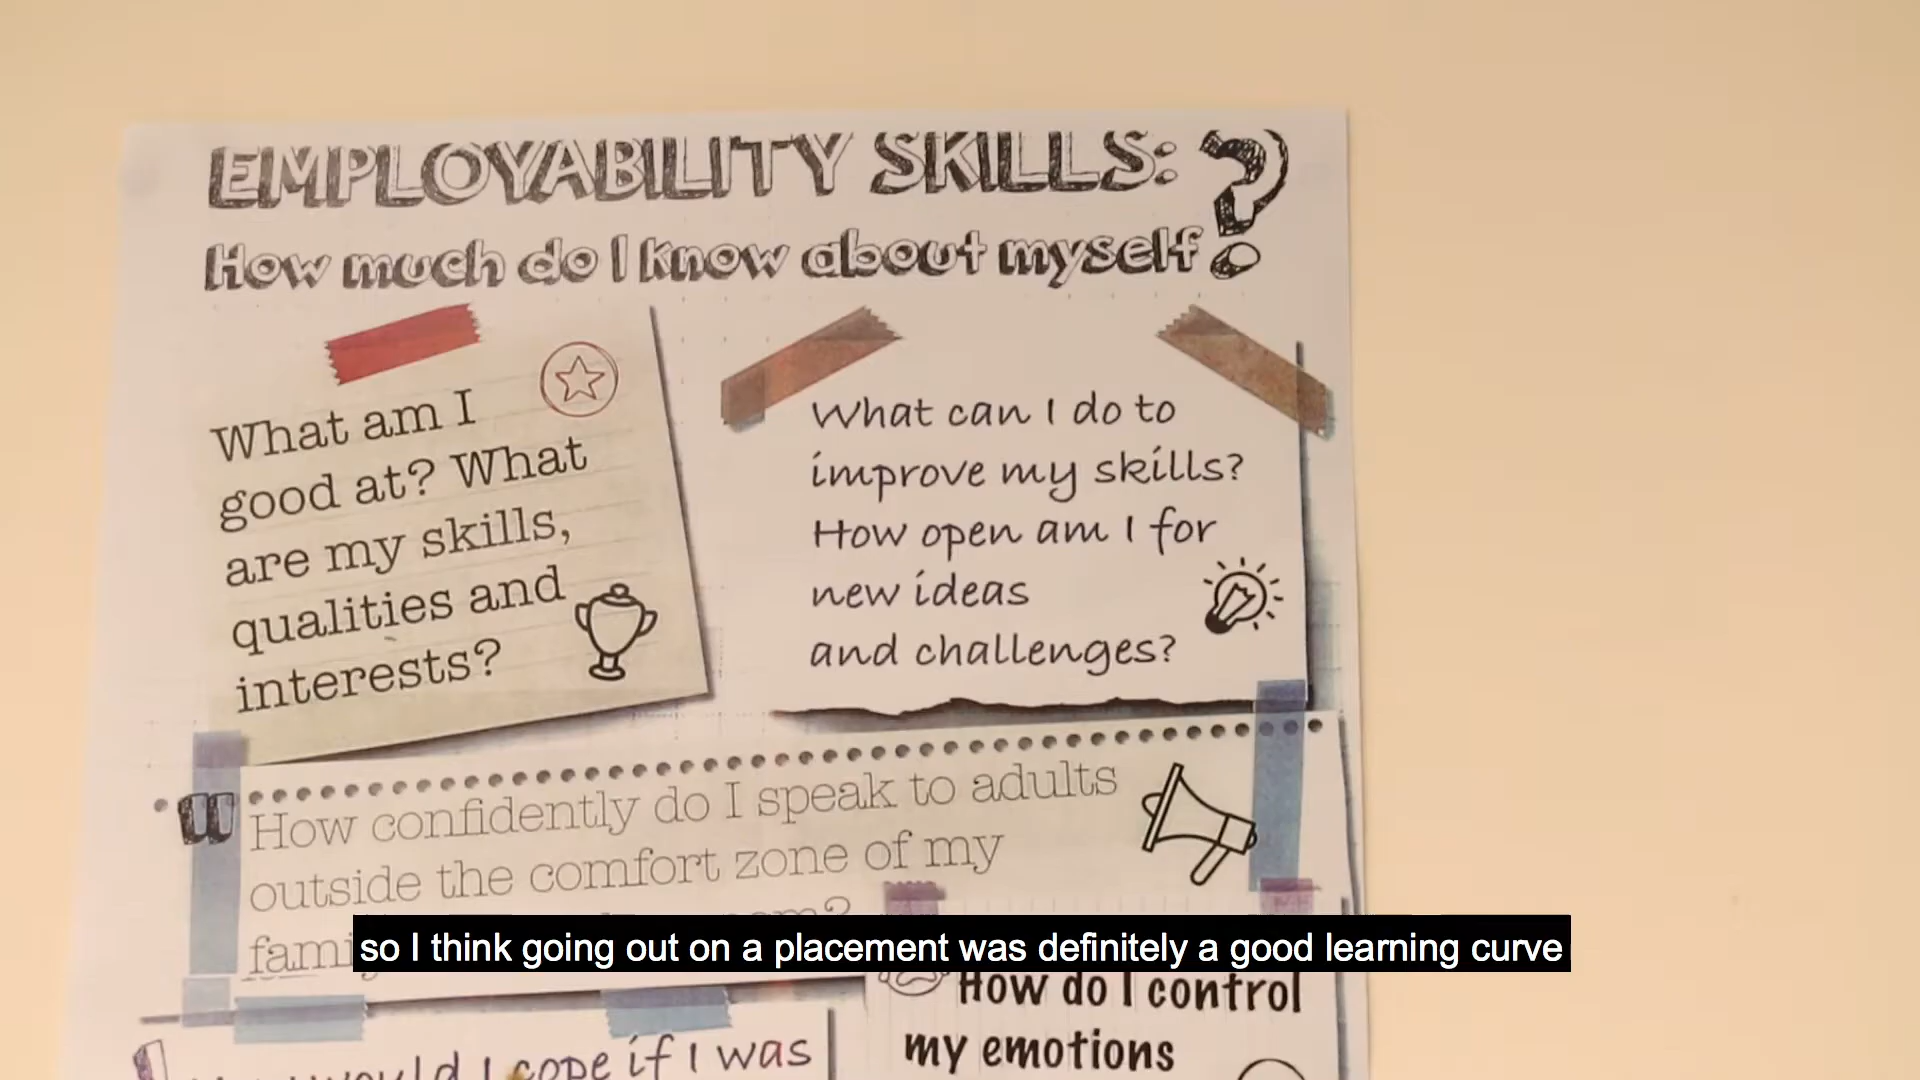 EMPLOYABILITY SKILLS:
How much do I know about myself?
What am I
good at? What
are my skills,
qualities and
interests?
What can I do to
improve my skills?
How open am I for
new ideas
and challenges?
How confidently do I speak to adults
outside the comfort zone of my
so I think going out on a placement was definitely a good learning curve
How do I control
my emotions
would I cope if I was